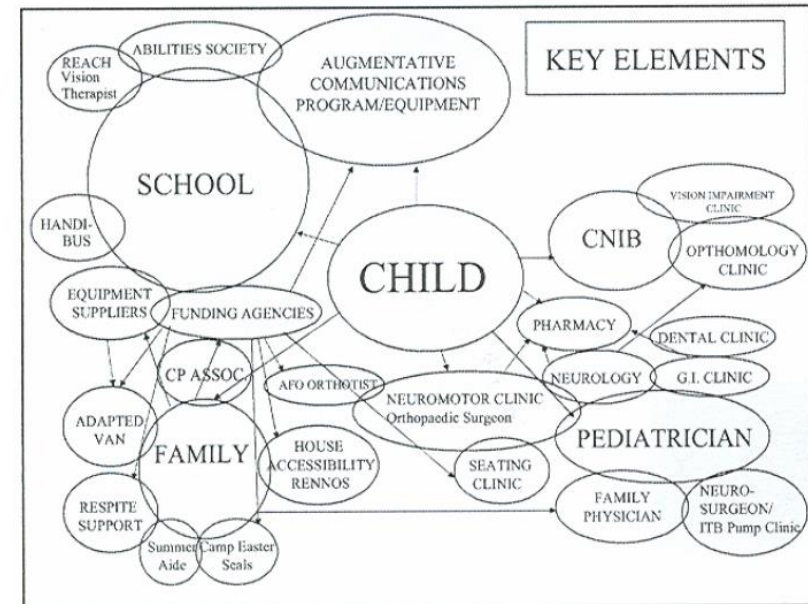 KEY ELEMENTS
ABILITIES SOCIETY
REACH
Vision
Therapist
AUGMENTATIVE
COMMUNICATIONS
PROGRAM/EQUIPMENT
SCHOOL
HANDI-
BUS
CHILD
CNIB
VISION IMPAIRMENT
CLINIC
OPTHOMOLOGY
CLINIC
EQUIPMENT
SUPPLIERS
FUNDING AGENCIES
PHARMACY
DENTAL CLINIC
CP ASSOC.
AFO ORTHOTIST
NEUROMOTOR CLINIC
Orthopaedic Surgeon
NEUROLOGY
G.I. CLINIC
ADAPTED
VAN
FAMILY
HOUSE
ACCESSIBILITY
RENNOS
SEATING
CLINIC
PEDIATRICIAN
RESPITE
SUPPORT
Summer
Aide
Camp Easter
Seals
FAMILY
PHYSICIAN
NEURO-
SURGEON/
ITB Pump Clinic